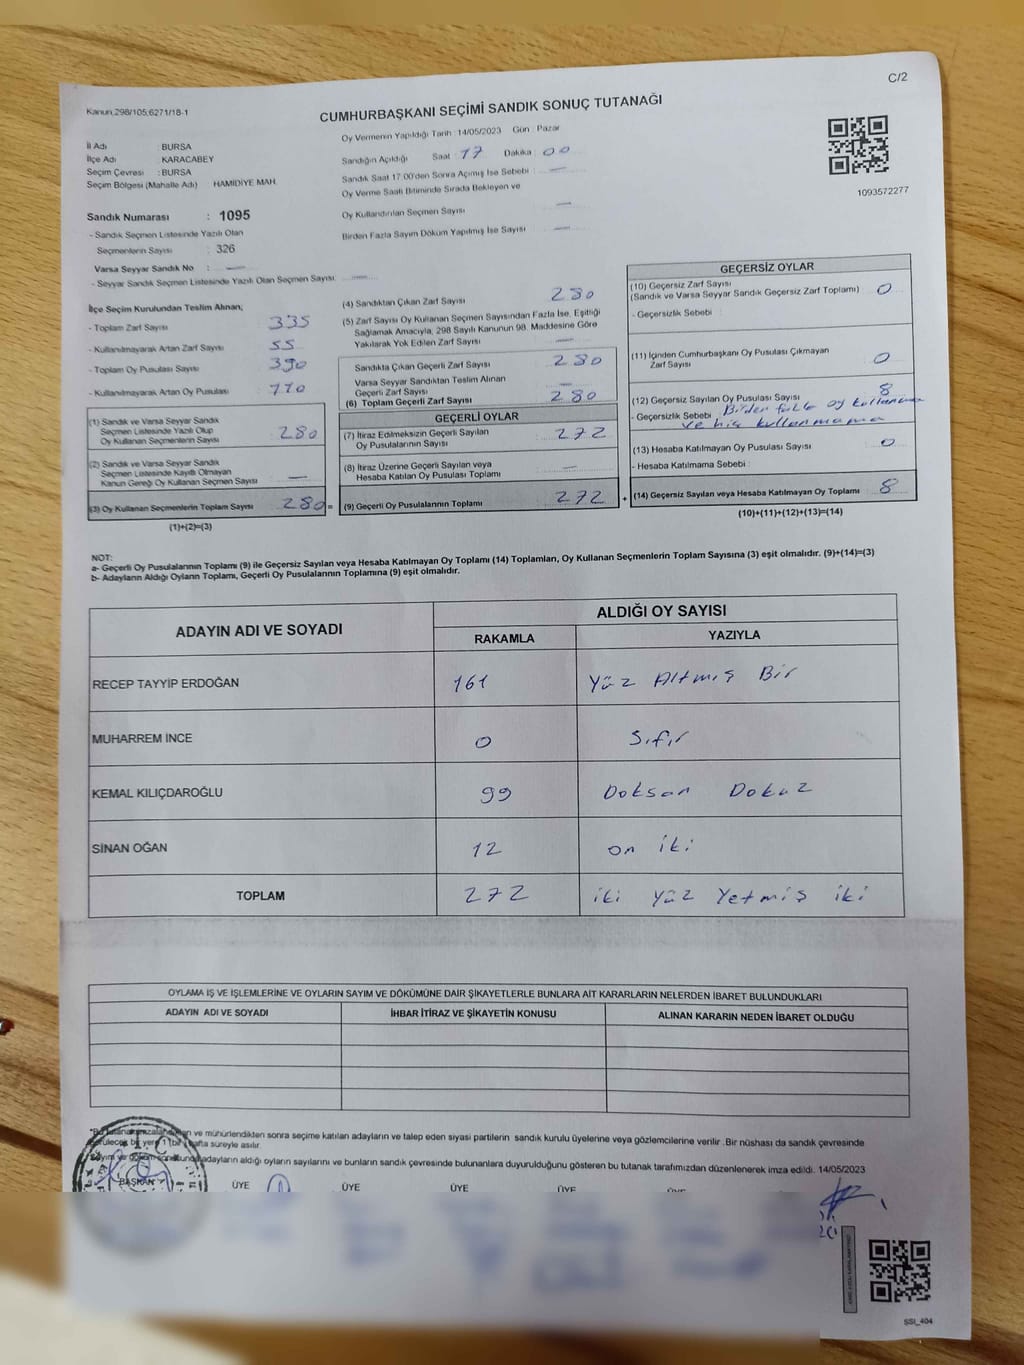 C/2
Kanun:298/105;6271/18-1
CUMHURBAŞKANI SEÇİMİ SANDIK SONUÇ TUTANAĞI
İl Adı : BURSA
İlçe Adı : KARACABEY
Seçim Çevresi : BURSA
Seçim Bölgesi (Mahalle Adı) HAMİDİYE MAH.
Sandık Numarası : 1095
- Sandık Seçmen Listesinde Yazılı Olan
Seçmenlerin Sayısı : 326
Varsa Seyyar Sandık No : —
- Seyyar Sandık Seçmen Listesinde Yazılı Olan Seçmen Sayısı: —
Oy Vermenin Yapıldığı Tarih : 14/05/2023 Gün : Pazar
Sandığın Açıldığı Saat : 17 Dakika : 00
Sandık Saat 17:00'den Sonra Açımış İse Sebebi : —
Oy Verme Saati Bitiminde Sırada Bekleyen ve
Oy Kullandırılan Seçmen Sayısı —
Birden Fazla Sayım Döküm Yapılmış İse Sayısı —
1093572277
İlçe Seçim Kurulundan Teslim Alınan;
- Toplam Zarf Sayısı 335
- Kullanılmayarak Artan Zarf Sayısı 55
- Toplam Oy Pusulası Sayısı 390
- Kullanılmayarak Artan Oy Pusulası 110
(1) Sandık ve Varsa Seyyar Sandık
Seçmen Listesinde Yazılı Olup
Oy Kullanan Seçmenlerin Sayısı 280
(2) Sandık ve Varsa Seyyar Sandık
Seçmen Listesinde Kayıtlı Olmayan
Kanun Gereği Oy Kullanan Seçmen Sayısı —
(3) Oy Kullanan Seçmenlerin Toplam Sayısı 280 =
(1)+(2)=(3)
(4) Sandıktan Çıkan Zarf Sayısı 280
(5) Zarf Sayısı Oy Kullanan Seçmen Sayısından Fazla İse, Eşitliği
Sağlamak Amacıyla, 298 Sayılı Kanunun 98. Maddesine Göre
Yakılarak Yok Edilen Zarf Sayısı —
Sandıkta Çıkan Geçerli Zarf Sayısı 280
Varsa Seyyar Sandıktan Teslim Alınan
Geçerli Zarf Sayısı —
(6) Toplam Geçerli Zarf Sayısı 280
GEÇERLİ OYLAR
(7) İtiraz Edilmeksizin Geçerli Sayılan
Oy Pusulalarının Sayısı 272
(8) İtiraz Üzerine Geçerli Sayılan veya
Hesaba Katılan Oy Pusulası Toplamı —
(9) Geçerli Oy Pusulalarının Toplamı 272 +
GEÇERSİZ OYLAR
(10) Geçersiz Zarf Sayısı
(Sandık ve Varsa Seyyar Sandık Geçersiz Zarf Toplamı) 0
- Geçersizlik Sebebi :
(11) İçinden Cumhurbaşkanı Oy Pusulası Çıkmayan
Zarf Sayısı 0
(12) Geçersiz Sayılan Oy Pusulası Sayısı 8
- Geçersizlik Sebebi Birden fazla oy kullanma
ve hiç kullanmama
(13) Hesaba Katılmayan Oy Pusulası Sayısı 0
- Hesaba Katılmama Sebebi :
(14) Geçersiz Sayılan veya Hesaba Katılmayan Oy Toplamı 8
(10)+(11)+(12)+(13)=(14)
NOT:
a- Geçerli Oy Pusulalarının Toplamı (9) ile Geçersiz Sayılan veya Hesaba Katılmayan Oy Toplamı (14) Toplamları, Oy Kullanan Seçmenlerin Toplam Sayısına (3) eşit olmalıdır. (9)+(14)=(3)
b- Adayların Aldığı Oyların Toplamı, Geçerli Oy Pusulalarının Toplamına (9) eşit olmalıdır.
ADAYIN ADI VE SOYADI
ALDIĞI OY SAYISI
RAKAMLA YAZIYLA
RECEP TAYYİP ERDOĞAN 161 Yüz Altmış Bir
MUHARREM İNCE 0 Sıfır
KEMAL KILIÇDAROĞLU 99 Doksan Dokuz
SİNAN OĞAN 12 on iki
TOPLAM 272 iki Yüz Yetmiş iki
OYLAMA İŞ VE İŞLEMLERİNE VE OYLARIN SAYIM VE DÖKÜMÜNE DAİR ŞİKAYETLERLE BUNLARA AİT KARARLARIN NELERDEN İBARET BULUNDUKLARI
ADAYIN ADI VE SOYADI İHBAR İTİRAZ VE ŞİKAYETİN KONUSU ALINAN KARARIN NEDEN İBARET OLDUĞU
ve mühürlendikten sonra seçime katılan adayların ve talep eden siyasi partilerin sandık kurulu üyelerine veya gözlemcilerine verilir .Bir nüshası da sandık çevresinde
bir yere 1 (bir) hafta süreyle asılır.
adayların aldığı oyların sayılarını ve bunların sandık çevresinde bulunanlara duyurulduğunu gösteren bu tutanak tarafımızdan düzenlenerek imza edildi. 14/05/2023
BAŞKAN ÜYE ÜYE ÜYE ÜYE
SSİ_404